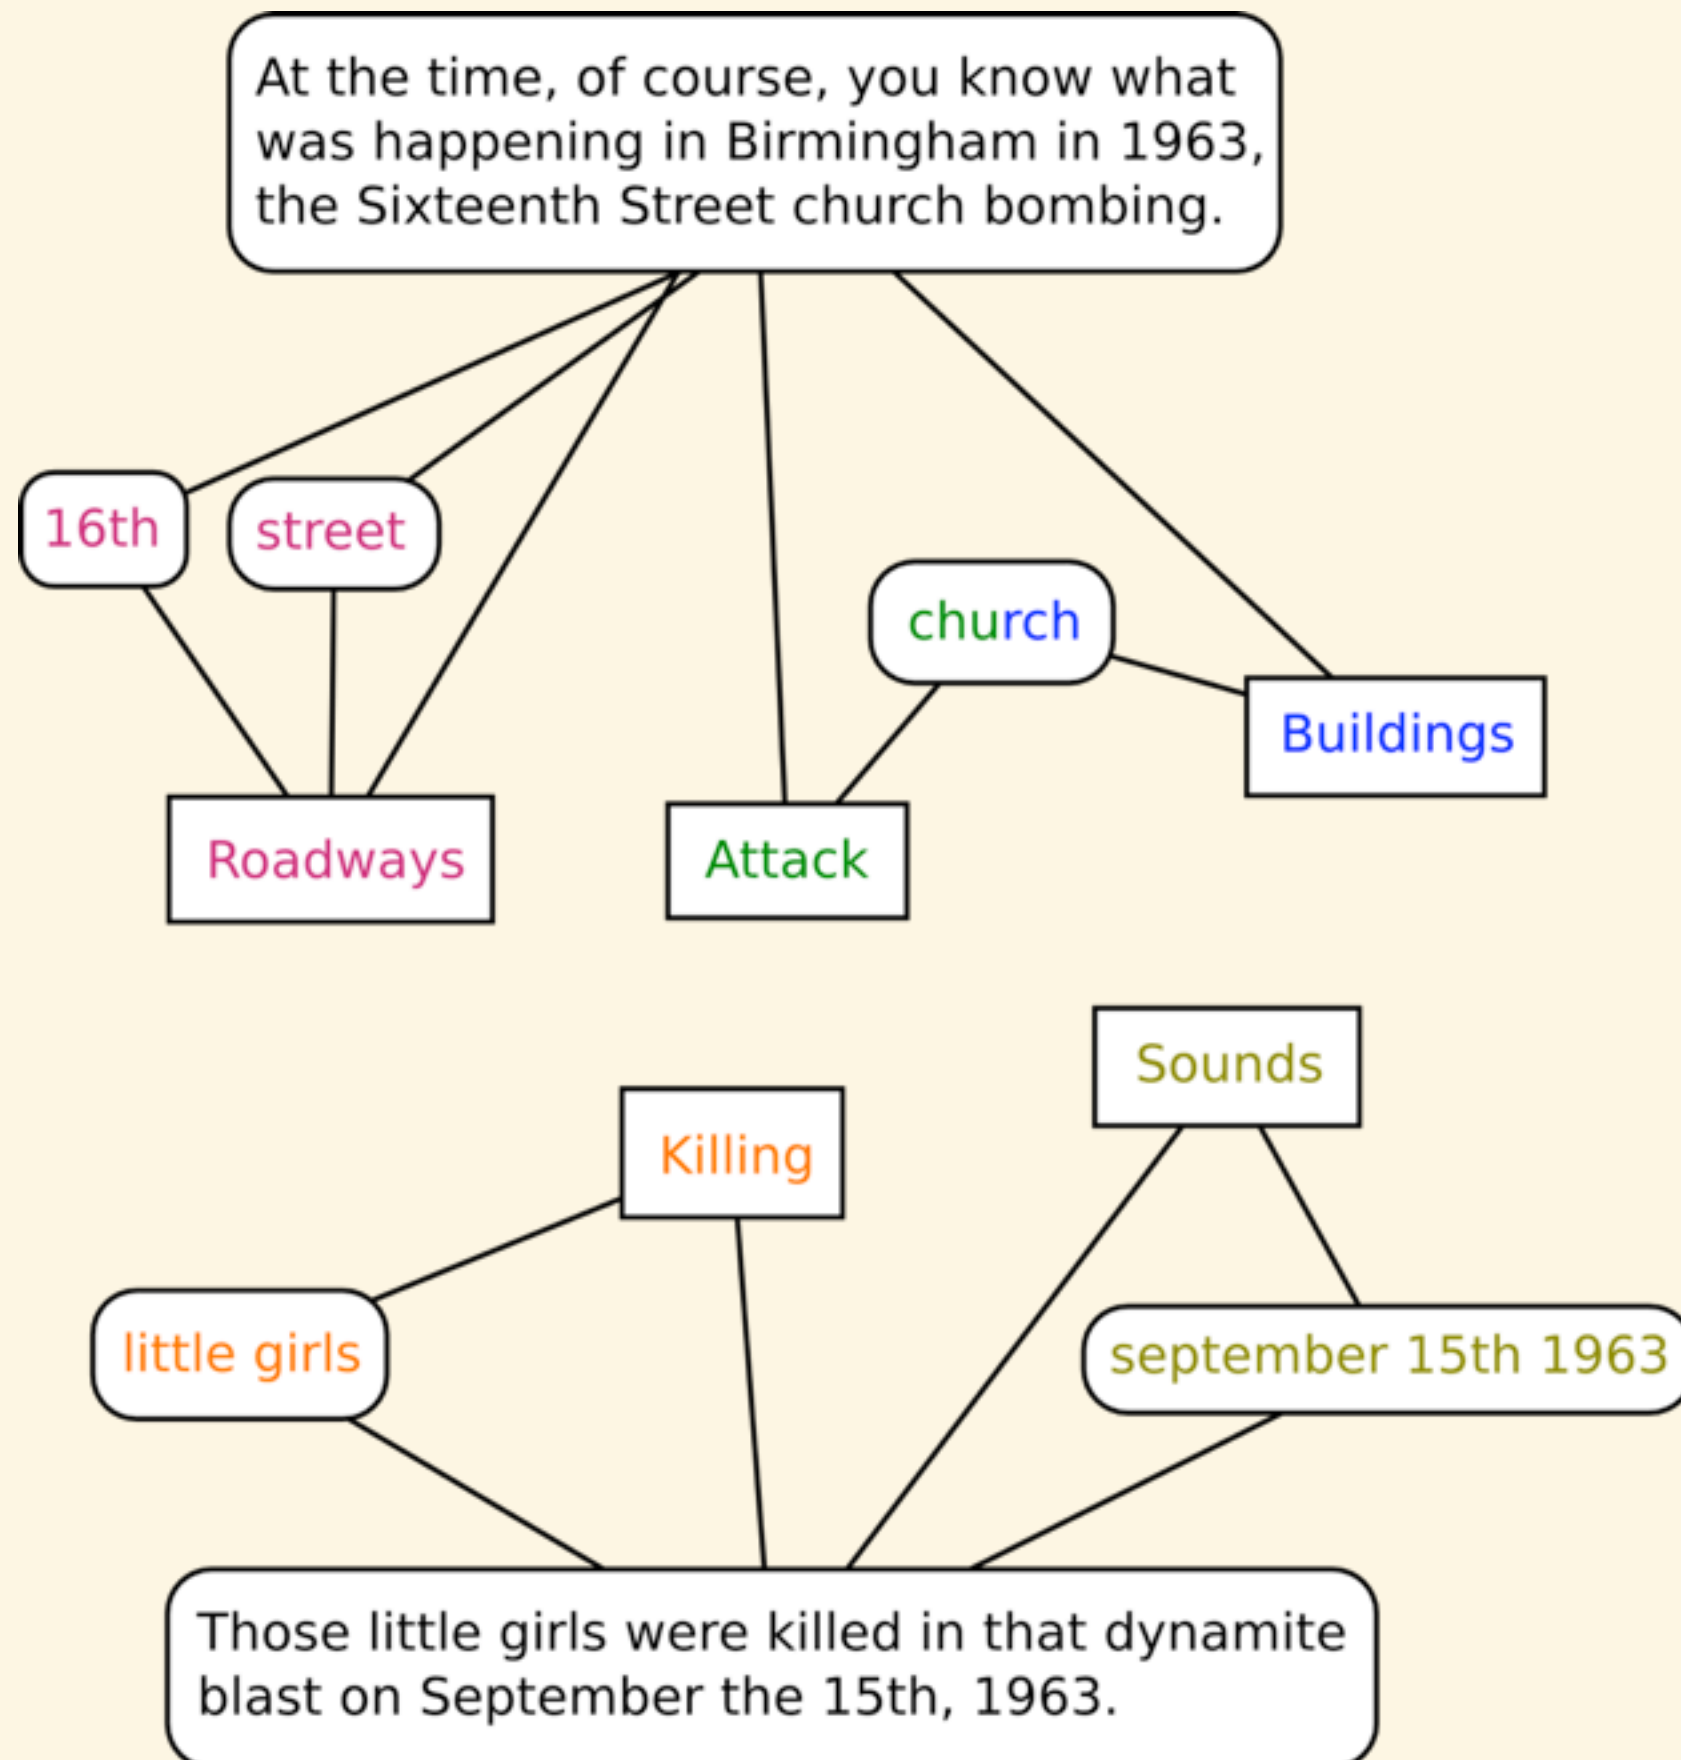 At the time, of course, you know what
was happening in Birmingham in 1963,
the Sixteenth Street church bombing.
16th
street
church
Buildings
Roadways
Attack
Sounds
Killing
little girls
september 15th 1963
Those little girls were killed in that dynamite
blast on September the 15th, 1963.